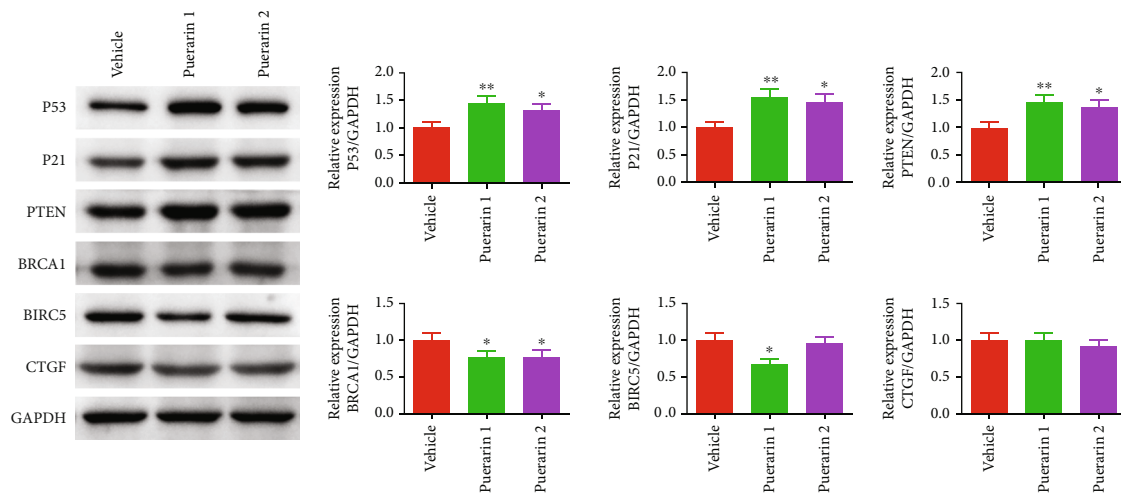 Vehicle
Puerarin 1
Puerarin 2
P53
P21
PTEN
BRCA1
BIRC5
CTGF
GAPDH
Relative expression
P53/GAPDH
2.0
1.5
1.0
0.5
0.0
**
*
Vehicle
Puerarin 1
Puerarin 2
Relative expression
P21/GAPDH
2.0
1.5
1.0
0.5
0.0
**
*
Vehicle
Puerarin 1
Puerarin 2
Relative expression
PTEN/GAPDH
2.0
1.5
1.0
0.5
0.0
**
*
Vehicle
Puerarin 1
Puerarin 2
Relative expression
BRCA1/GAPDH
1.5
1.0
0.5
0.0
*
*
Vehicle
Puerarin 1
Puerarin 2
Relative expression
BIRC5/GAPDH
1.5
1.0
0.5
0.0
*
Vehicle
Puerarin 1
Puerarin 2
Relative expression
CTGF/GAPDH
1.5
1.0
0.5
0.0
Vehicle
Puerarin 1
Puerarin 2